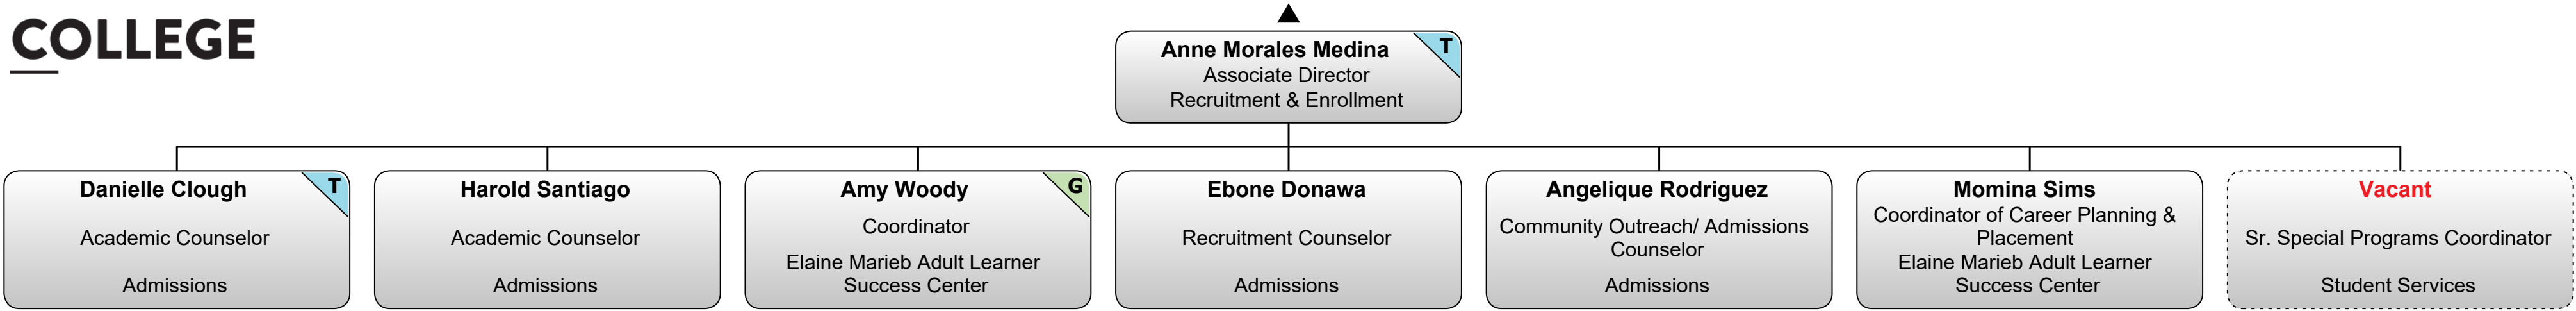 COLLEGE
Anne Morales Medina
T
Associate Director
Recruitment & Enrollment
Danielle Clough
T
Academic Counselor
Admissions
Harold Santiago
Academic Counselor
Admissions
Amy Woody
G
Coordinator
Elaine Marieb Adult Learner
Success Center
Ebone Donawa
Recruitment Counselor
Admissions
Angelique Rodriguez
Community Outreach/ Admissions
Counselor
Admissions
Momina Sims
Coordinator of Career Planning &
Placement
Elaine Marieb Adult Learner
Success Center
Vacant
Sr. Special Programs Coordinator
Student Services